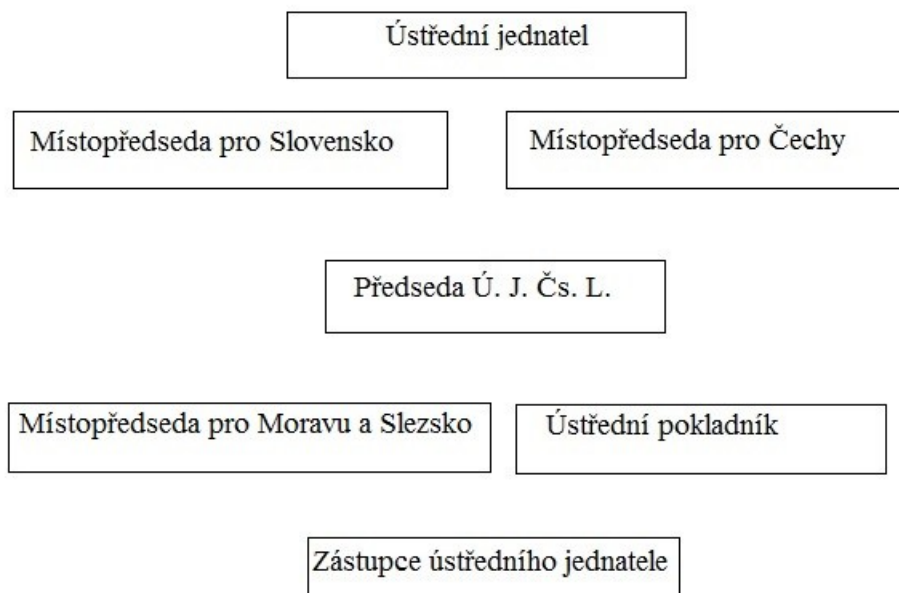 Ústřední jednatel
Místopředseda pro Slovensko
Místopředseda pro Čechy
Předseda Ú. J. Čs. L.
Místopředseda pro Moravu a Slezsko
Ústřední pokladník
Zástupce ústředního jednatele